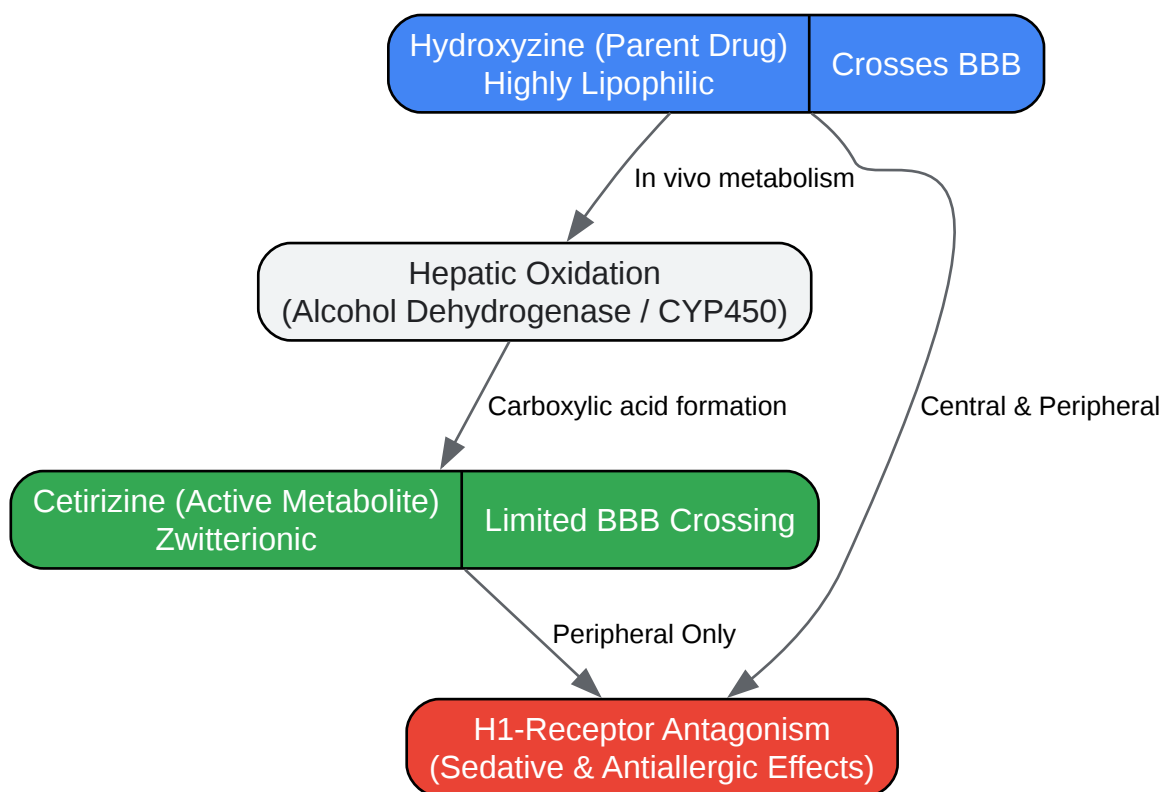 Hydroxyzine (Parent Drug)
Highly Lipophilic
Crosses BBB
In vivo metabolism
Hepatic Oxidation
(Alcohol Dehydrogenase / CYP450)
Carboxylic acid formation
Central & Peripheral
Cetirizine (Active Metabolite)
Zwitterionic
Limited BBB Crossing
Peripheral Only
H1-Receptor Antagonism
(Sedative & Antiallergic Effects)